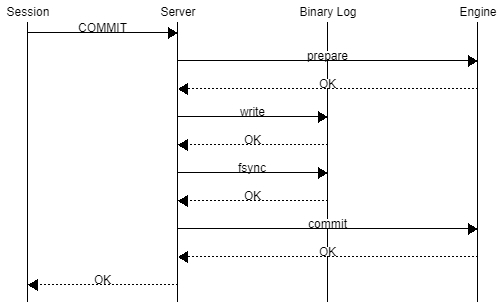 Session Server Binary Log Engine
COMMIT
prepare
OK
write
OK
fsync
OK
commit
OK
OK